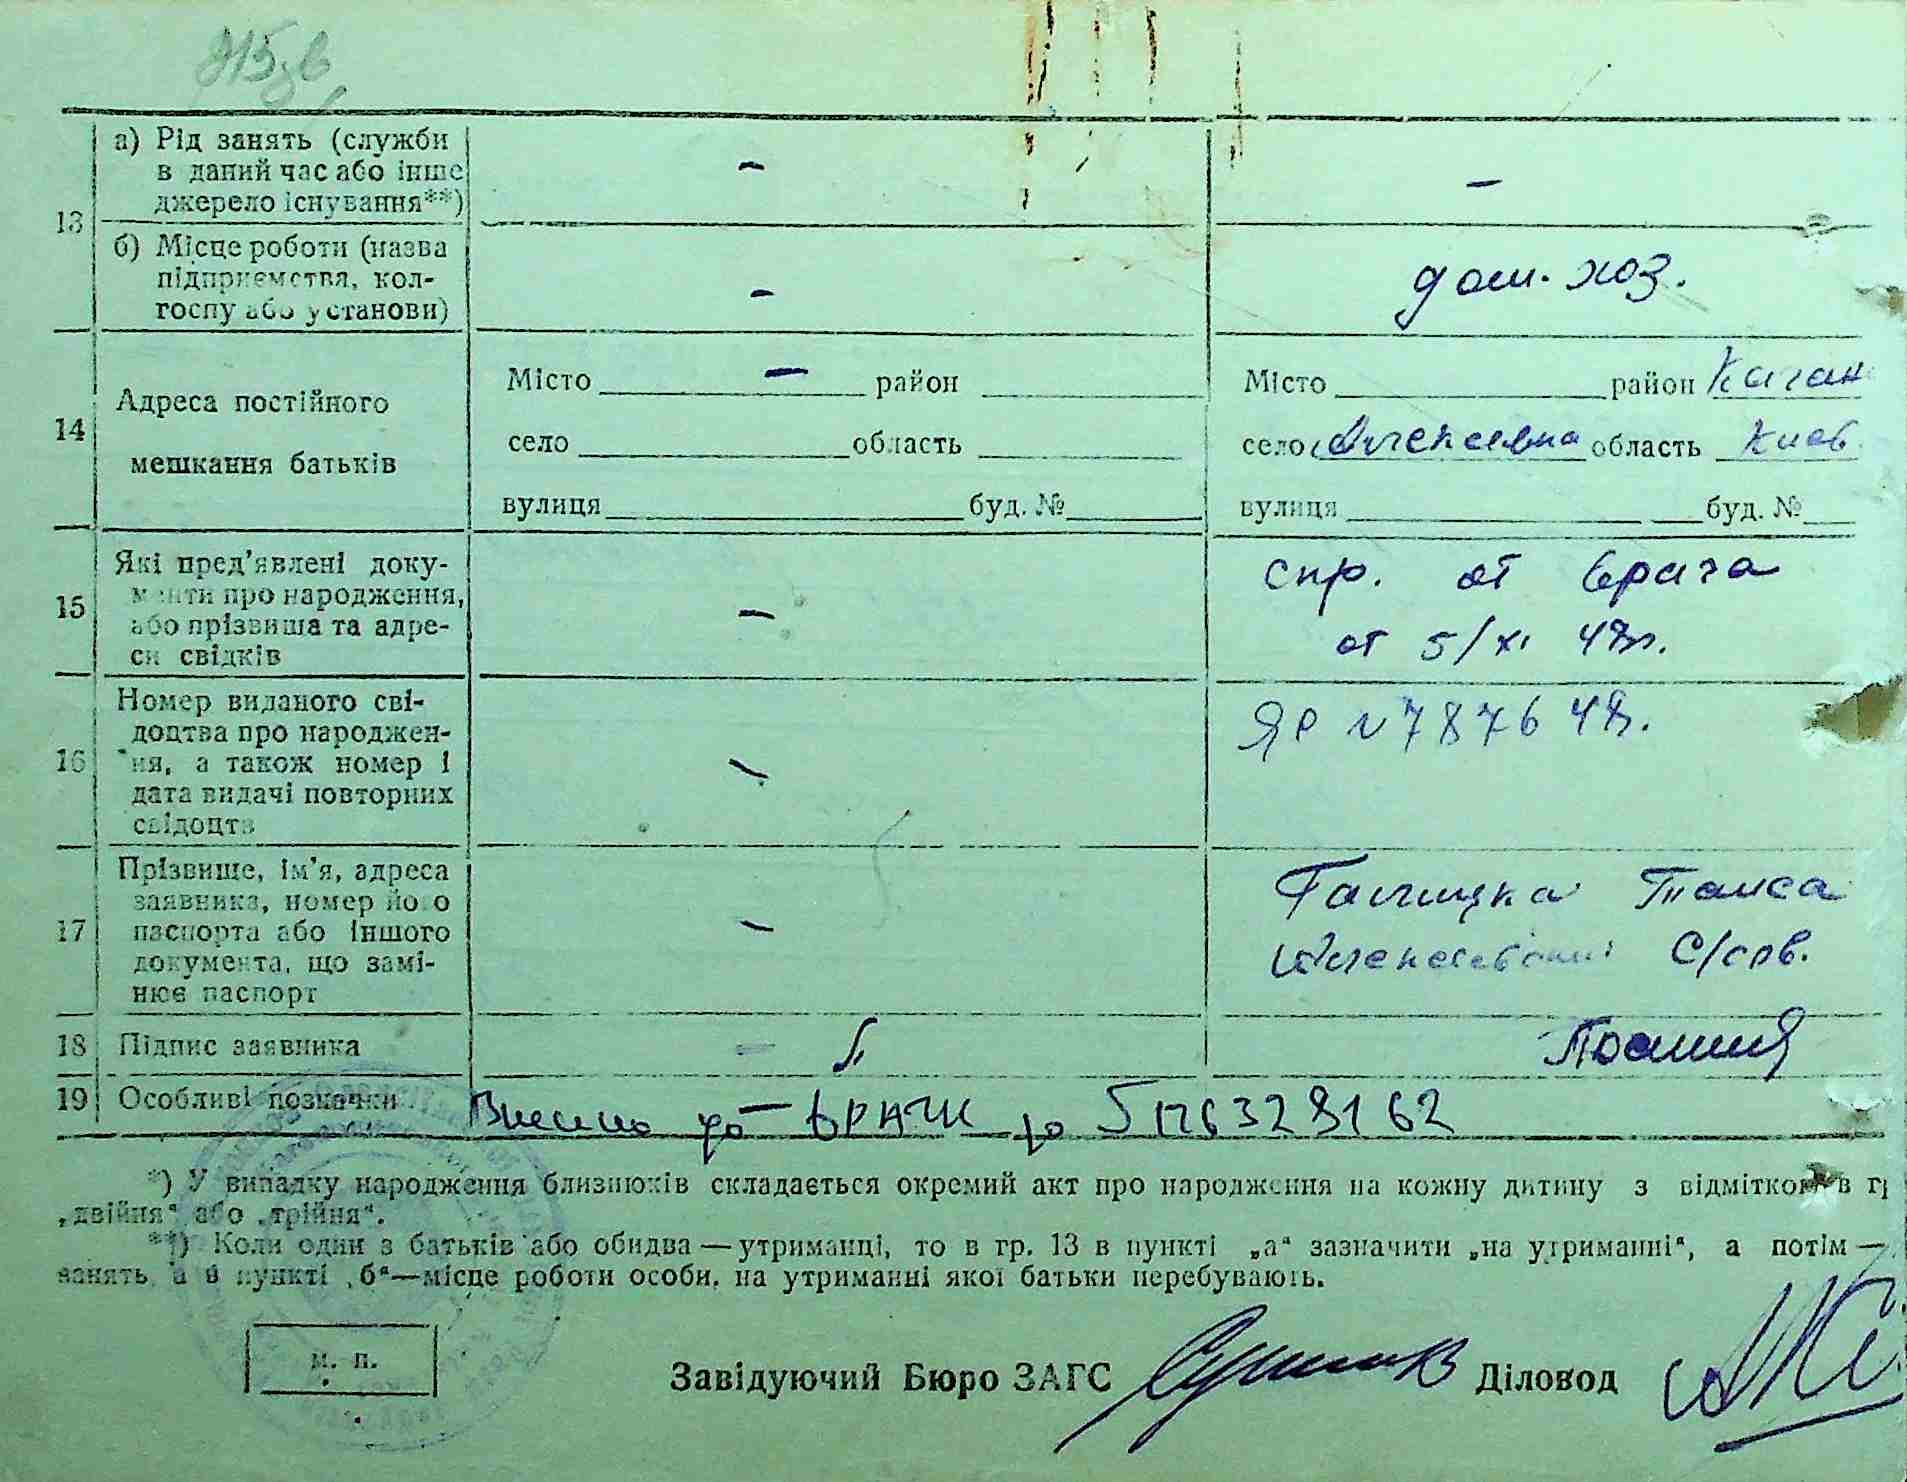 а) Рід занять (служби
в даний час або інше
джерело існування**)
–
–
13
б) Місце роботи (назва
підприємства, кол-
госпу або установи)
–
дом. хоз.
14
Адреса постійного
мешкання батьків
Місто – район
село область
вулиця буд. №
Місто район Каган
село область Киев.
вулиця буд. №
15
Які пред’явлені доку-
менти про народження,
або прізвища та адре-
си свідків
–
спр. от врача
от 5/XI 48г.
16
Номер виданого сві-
доцтва про народжен-
ня, а також номер і
дата видачі повторних
свідоцтв
–
ЯР N 787648
17
Прізвище, ім’я, адреса
заявника, номер його
паспорта або іншого
документа, що замі-
нює паспорт
–
Таиса
18
Підпис заявника
19
Особливі позначки
Внесено до ДРАЦС
*) У випадку народження близнюків складається окремий акт про народження на кожну дитину з відміткою в гр
„двійня“ або „трійня“.
**) Коли один з батьків або обидва—утриманці, то в гр. 13 в пункті „а“ зазначити „на утриманні“, а потім —
занять, а в пункті „б“—місце роботи особи, на утриманні якої батьки перебувають.
м. п.
Завідуючий Бюро ЗАГС
Діловод